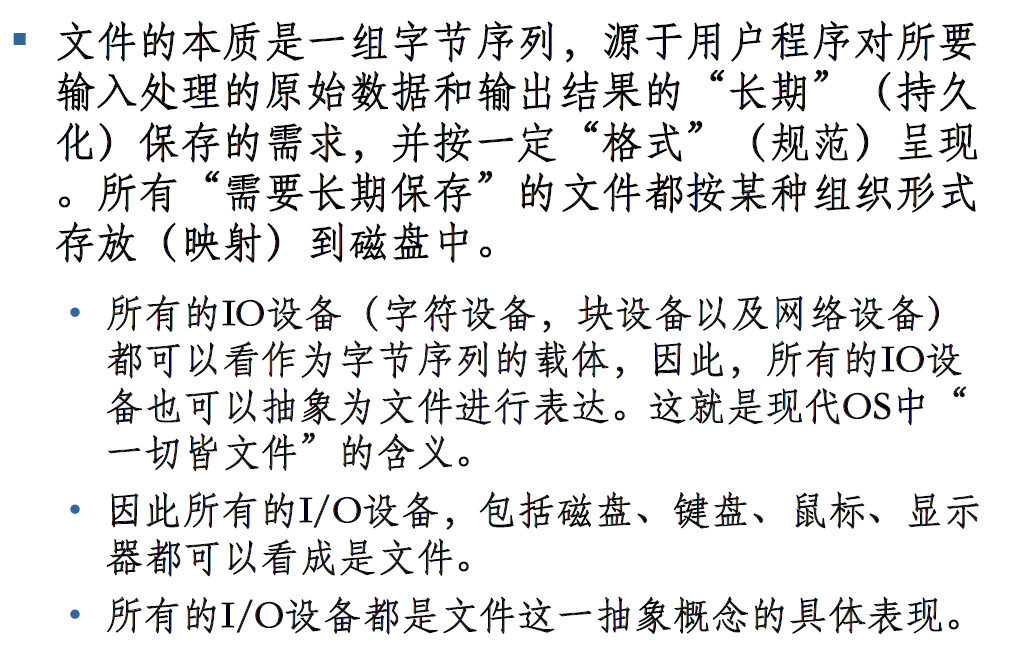 ▪ 文件的本质是一组字节序列，源于用户程序对所要
输入处理的原始数据和输出结果的“长期”（持久
化）保存的需求，并按一定“格式”（规范）呈现
。所有“需要长期保存”的文件都按某种组织形式
存放（映射）到磁盘中。
• 所有的IO设备（字符设备，块设备以及网络设备）
都可以看作为字节序列的载体，因此，所有的IO设
备也可以抽象为文件进行表达。这就是现代OS中“
一切皆文件”的含义。
• 因此所有的I/O设备，包括磁盘、键盘、鼠标、显示
器都可以看成是文件。
• 所有的I/O设备都是文件这一抽象概念的具体表现。